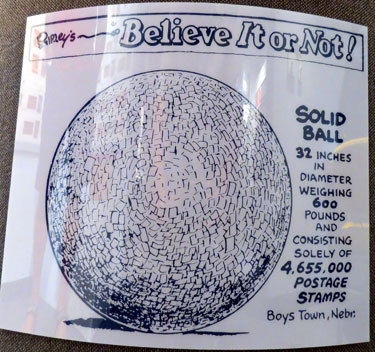 Ripley's Believe It or Not!
SOLID
BALL
32 INCHES
IN
DIAMETER
WEIGHING
600
POUNDS
AND
CONSISTING
SOLELY OF
4,655,000
POSTAGE
STAMPS
Boys Town, Nebr.